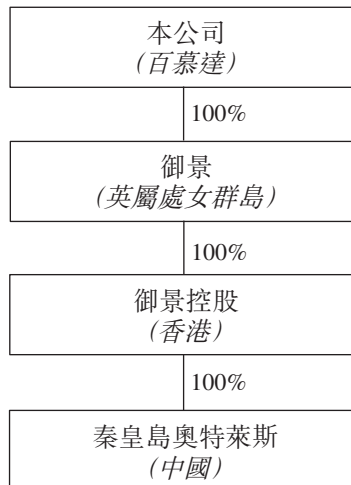 本公司
(百慕達)
100%
御景
(英屬處女群島)
100%
御景控股
(香港)
100%
秦皇島奧特萊斯
(中國)